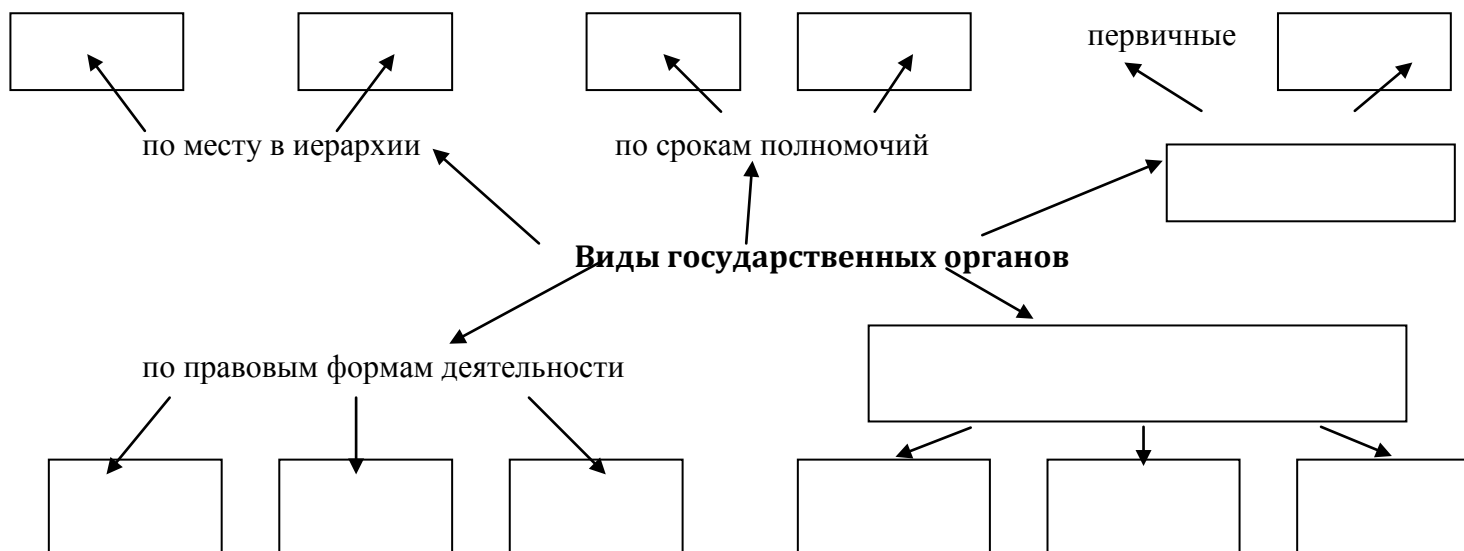 первичные
по месту в иерархии
по срокам полномочий
Виды государственных органов
по правовым формам деятельности